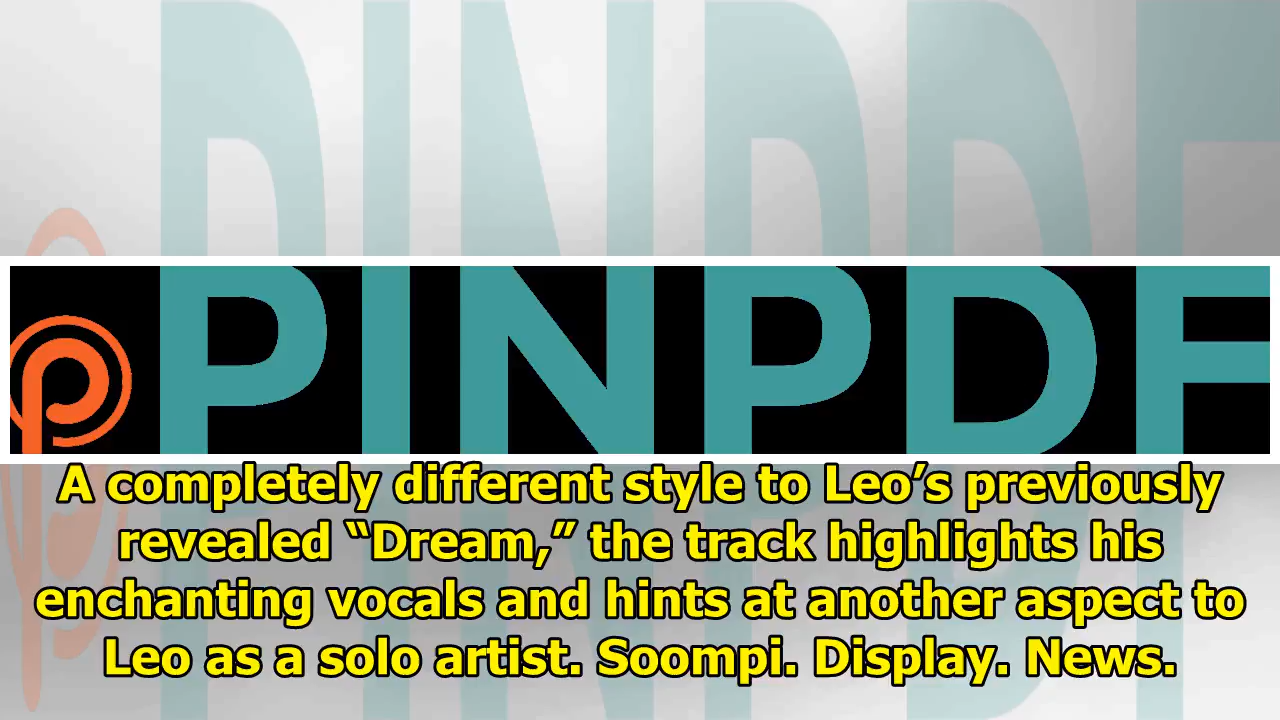 PINPDF
A completely different style to Leo’s previously
revealed “Dream,” the track highlights his
enchanting vocals and hints at another aspect to
Leo as a solo artist. Soompi. Display. News.